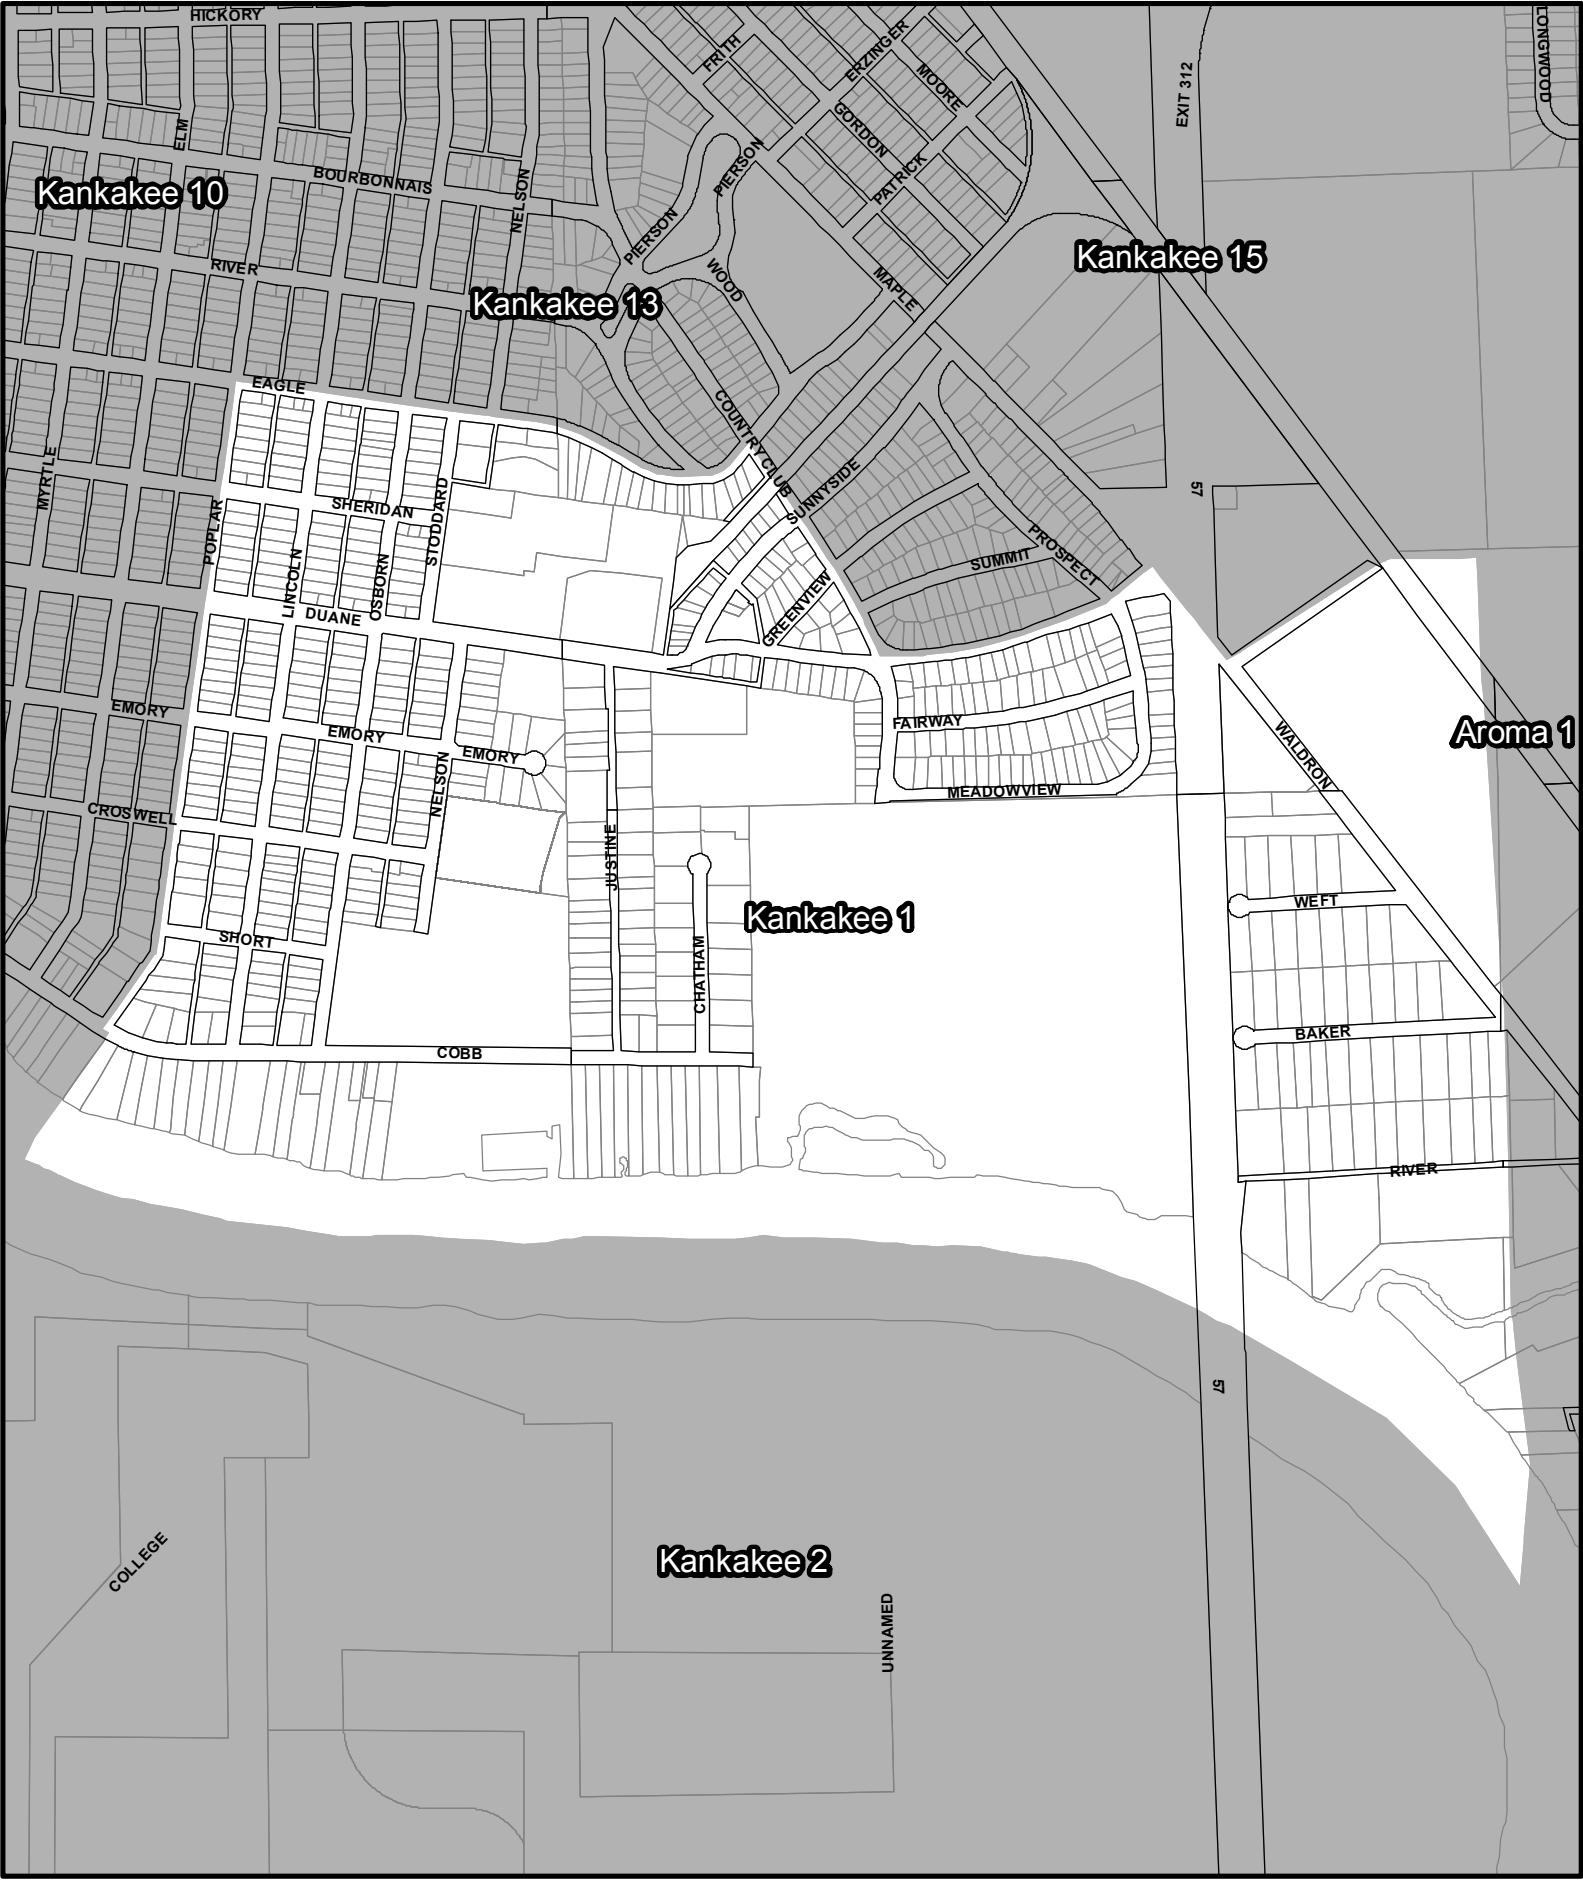 HICKORY
LONGWOOD
FRITH
ERZINGER
MOORE
EXIT 312
GORDON
ELM
PIERSON
PATRICK
BOURBONNAIS
NELSON
Kankakee 10
PIERSON
Kankakee 15
RIVER
WOOD
MAPLE
Kankakee 13
EAGLE
COUNTRY CLUB
MYRTLE
SUNNYSIDE
57
SHERIDAN
STODDARD
POPLAR
PROSPECT
SUMMIT
LINCOLN
OSBORN
DUANE
GREENVIEW
EMORY
FAIRWAY
EMORY
Aroma 1
EMORY
WALDRON
NELSON
MEADOWVIEW
CROSWELL
JUSTINE
WEFT
Kankakee 1
SHORT
CHATHAM
BAKER
COBB
RIVER
57
COLLEGE
Kankakee 2
UNNAMED